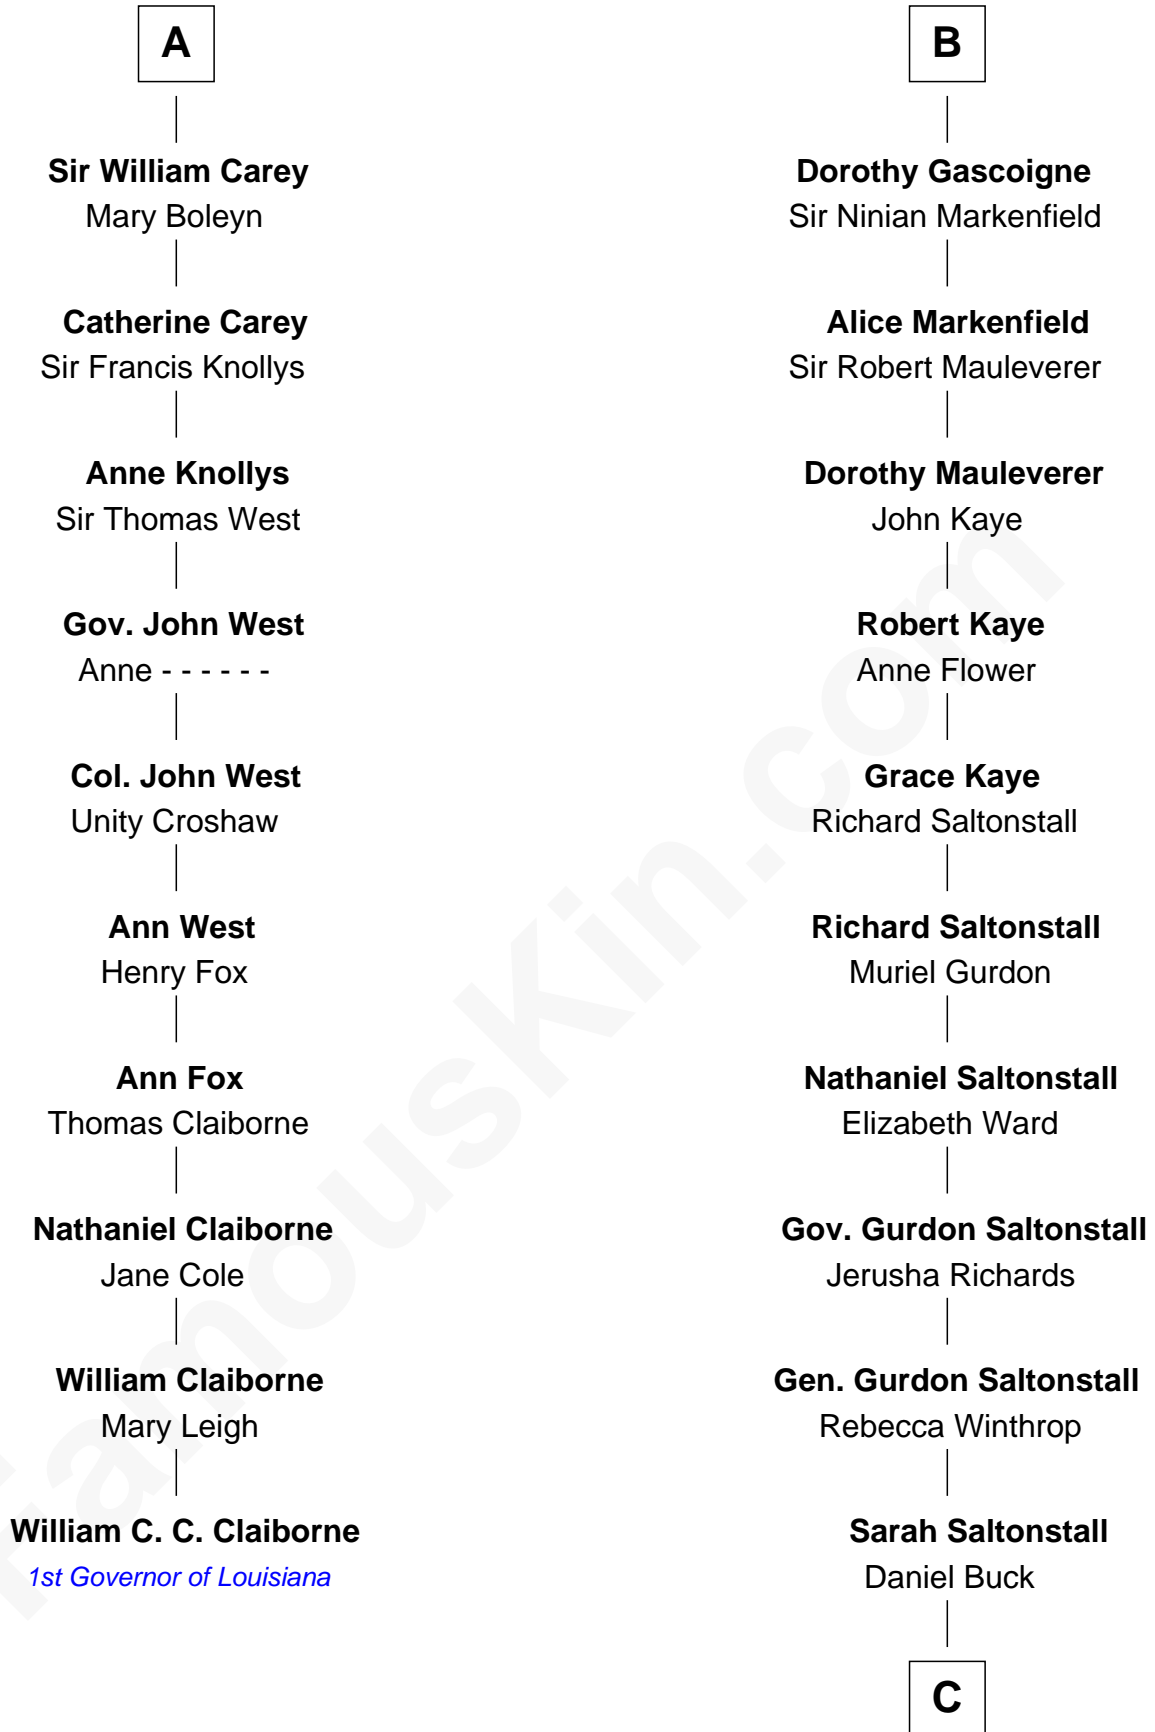 A
Sir William Carey
Mary Boleyn
Catherine Carey
Sir Francis Knollys
Anne Knollys
Sir Thomas West
Gov. John West
Anne - - - - - -
Col. John West
Unity Croshaw
Ann West
Henry Fox
Ann Fox
Thomas Claiborne
Nathaniel Claiborne
Jane Cole
William Claiborne
Mary Leigh
William C. C. Claiborne
1st Governor of Louisiana
B
Dorothy Gascoigne
Sir Ninian Markenfield
Alice Markenfield
Sir Robert Mauleverer
Dorothy Mauleverer
John Kaye
Robert Kaye
Anne Flower
Grace Kaye
Richard Saltonstall
Richard Saltonstall
Muriel Gurdon
Nathaniel Saltonstall
Elizabeth Ward
Gov. Gurdon Saltonstall
Jerusha Richards
Gen. Gurdon Saltonstall
Rebecca Winthrop
Sarah Saltonstall
Daniel Buck
C
famousKin.com